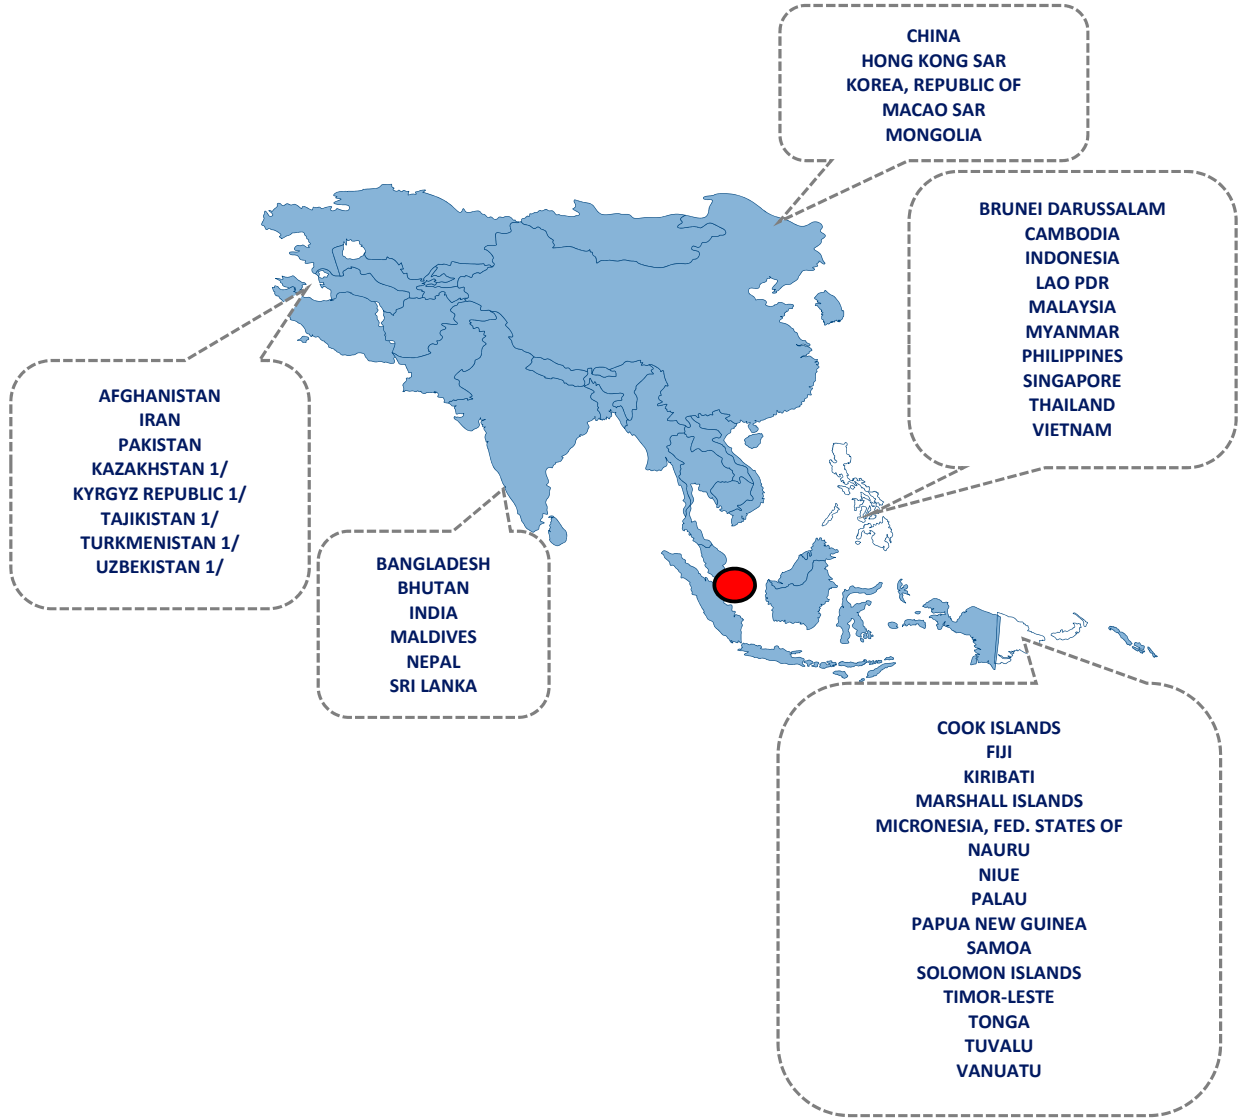 CHINA
HONG KONG SAR
KOREA, REPUBLIC OF
MACAO SAR
MONGOLIA
BRUNEI DARUSSALAM
CAMBODIA
INDONESIA
LAO PDR
MALAYSIA
MYANMAR
PHILIPPINES
SINGAPORE
THAILAND
VIETNAM
AFGHANISTAN
IRAN
PAKISTAN
KAZAKHSTAN 1/
KYRGYZ REPUBLIC 1/
TAJIKISTAN 1/
TURKMENISTAN 1/
UZBEKISTAN 1/
BANGLADESH
BHUTAN
INDIA
MALDIVES
NEPAL
SRI LANKA
COOK ISLANDS
FIJI
KIRIBATI
MARSHALL ISLANDS
MICRONESIA, FED. STATES OF
NAURU
NIUE
PALAU
PAPUA NEW GUINEA
SAMOA
SOLOMON ISLANDS
TIMOR-LESTE
TONGA
TUVALU
VANUATU